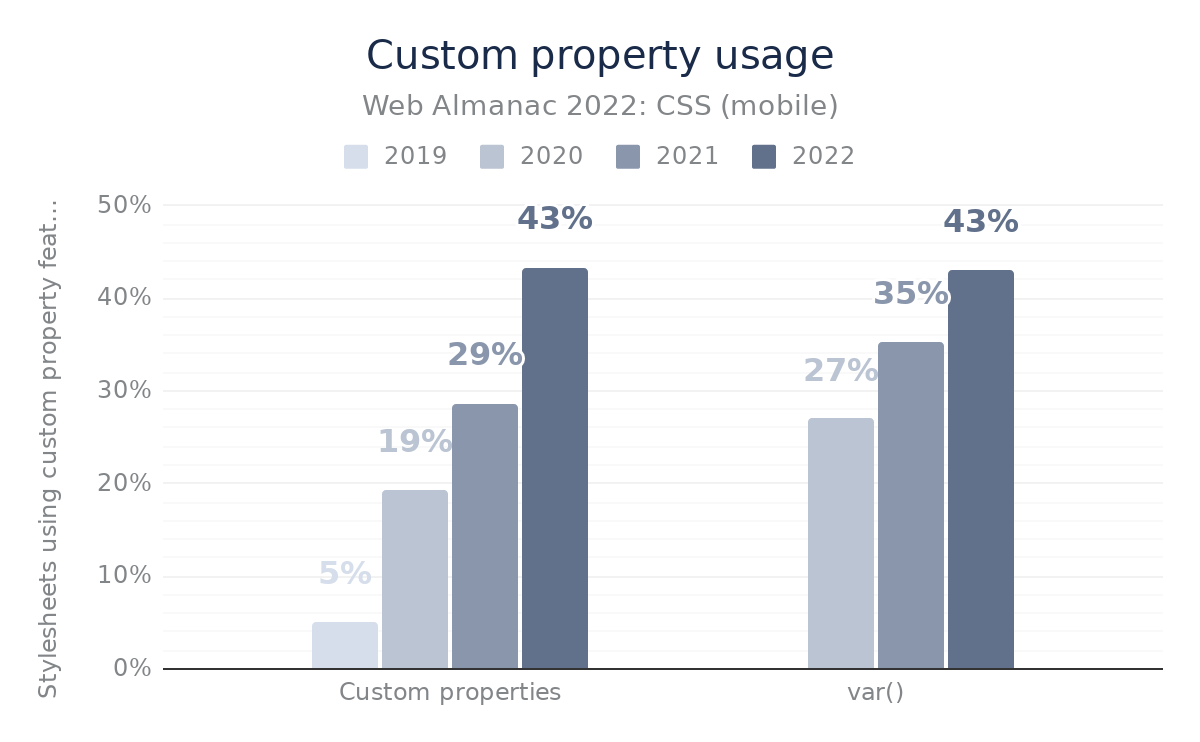 Custom property usage
Web Almanac 2022: CSS (mobile)
2019 2020 2021 2022
Stylesheets using custom property feat…
50%
40%
30%
20%
10%
0%
5%
19%
29%
43%
27%
35%
43%
Custom properties
var()